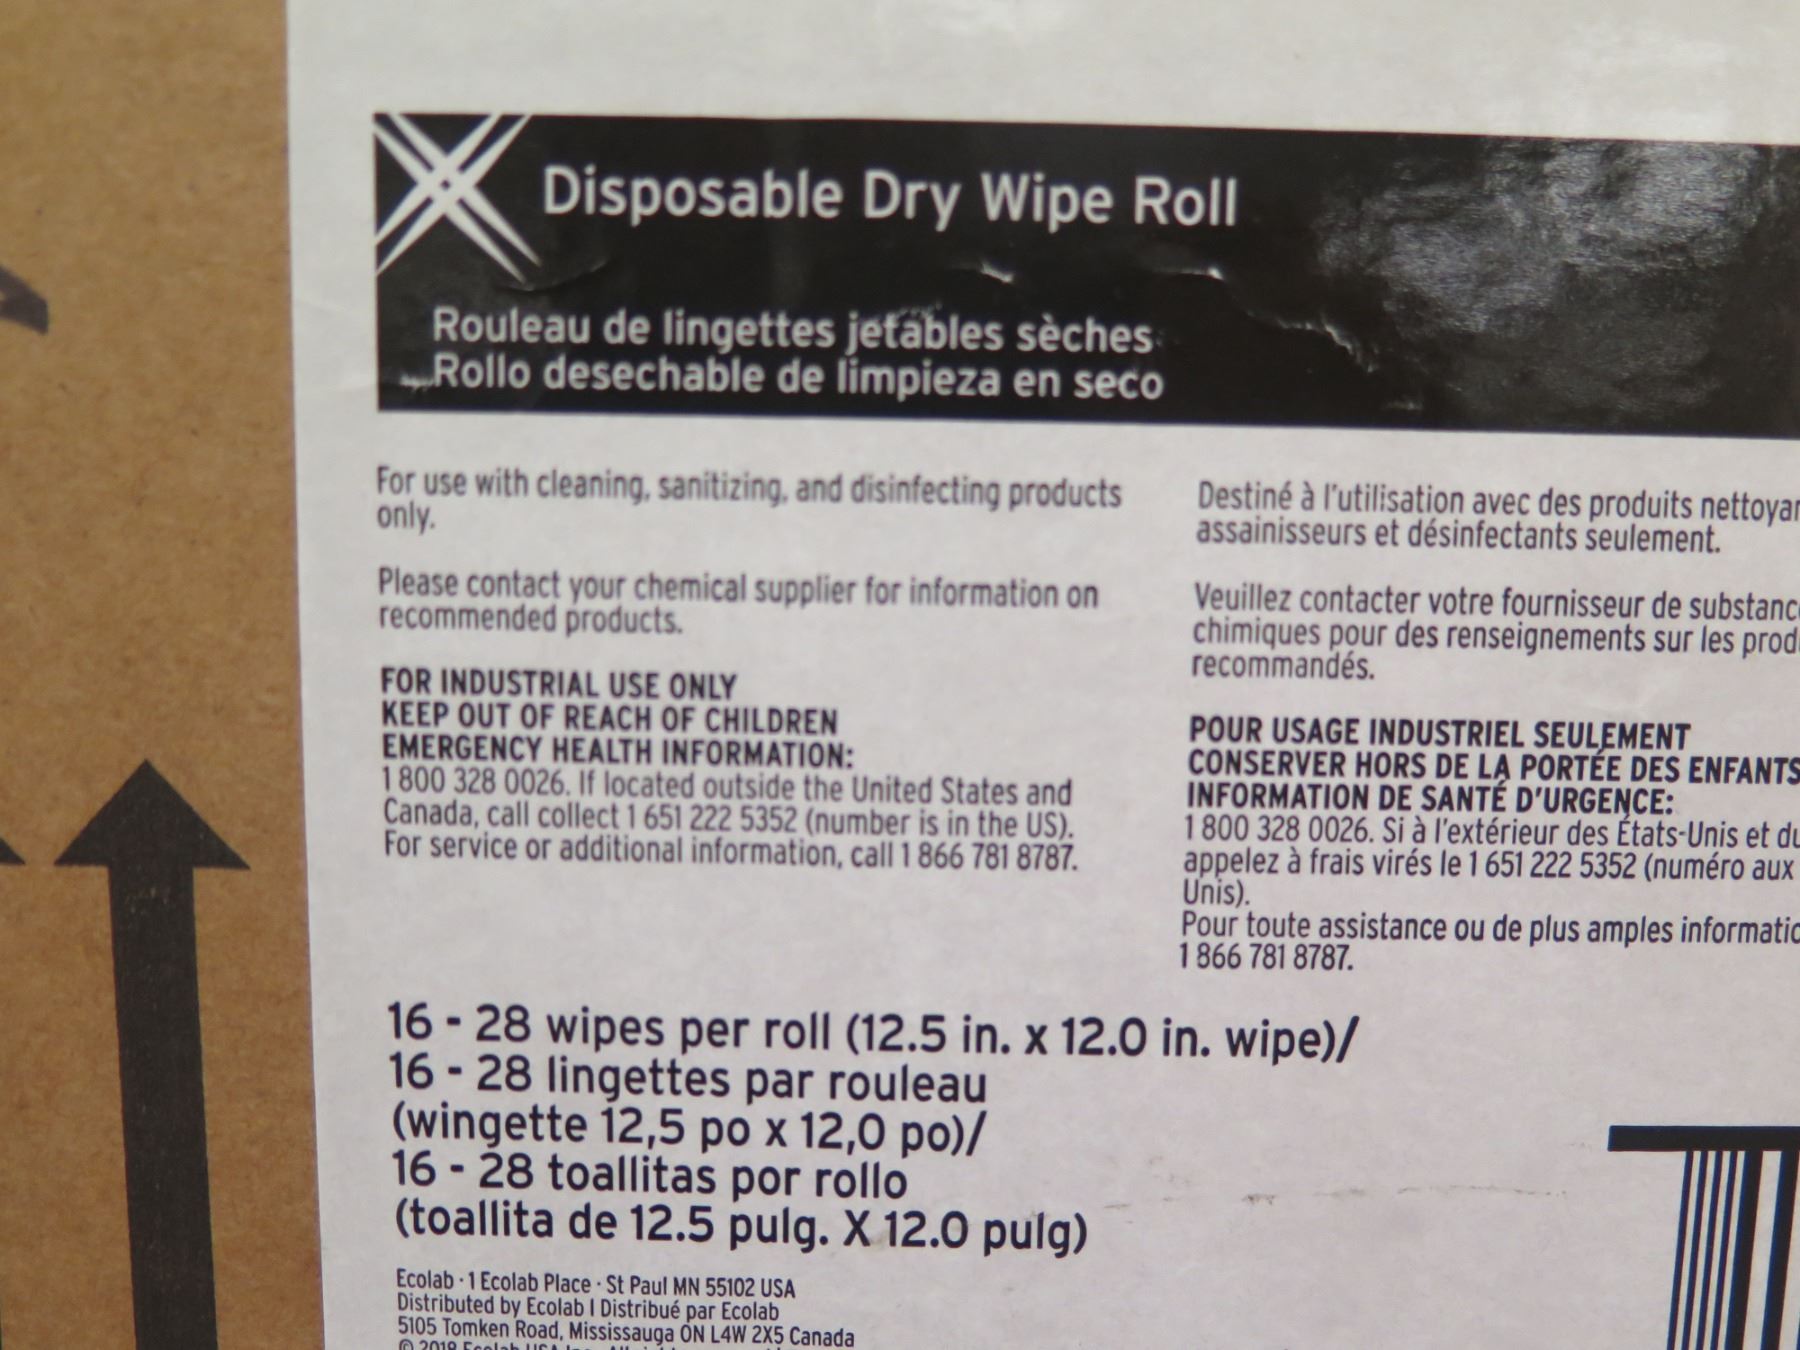 Disposable Dry Wipe Roll
Rouleau de lingettes jetables sèches
Rollo desechable de limpieza en seco
For use with cleaning, sanitizing, and disinfecting products
only.
Please contact your chemical supplier for information on
recommended products.
FOR INDUSTRIAL USE ONLY
KEEP OUT OF REACH OF CHILDREN
EMERGENCY HEALTH INFORMATION:
1 800 328 0026. If located outside the United States and
Canada, call collect 1 651 222 5352 (number is in the US).
For service or additional information, call 1 866 781 8787.
Destiné à l'utilisation avec des produits
assainisseurs et désinfectants seulement.
Veuillez contacter votre fournisseur de
chimiques pour des renseignements sur les
recommandés.
POUR USAGE INDUSTRIEL SEULEMENT
CONSERVER HORS DE LA PORTÉE DES ENFANTS
INFORMATION DE SANTÉ D'URGENCE:
1 800 328 0026. Si à l'extérieur des États-Unis et
appelez à frais virés le 1 651 222 5352 (numéro aux
Unis).
Pour toute assistance ou de plus amples
1 866 781 8787.
16 - 28 wipes per roll (12.5 in. x 12.0 in. wipe)/
16 - 28 lingettes par rouleau
(wingette 12,5 po x 12,0 po)/
16 - 28 toallitas por rollo
(toallita de 12.5 pulg. X 12.0 pulg)
Ecolab · 1 Ecolab Place · St Paul MN 55102 USA
Distributed by Ecolab | Distribué par Ecolab
5105 Tomken Road, Mississauga ON L4W 2X5 Canada
© 2018 Ecolab USA